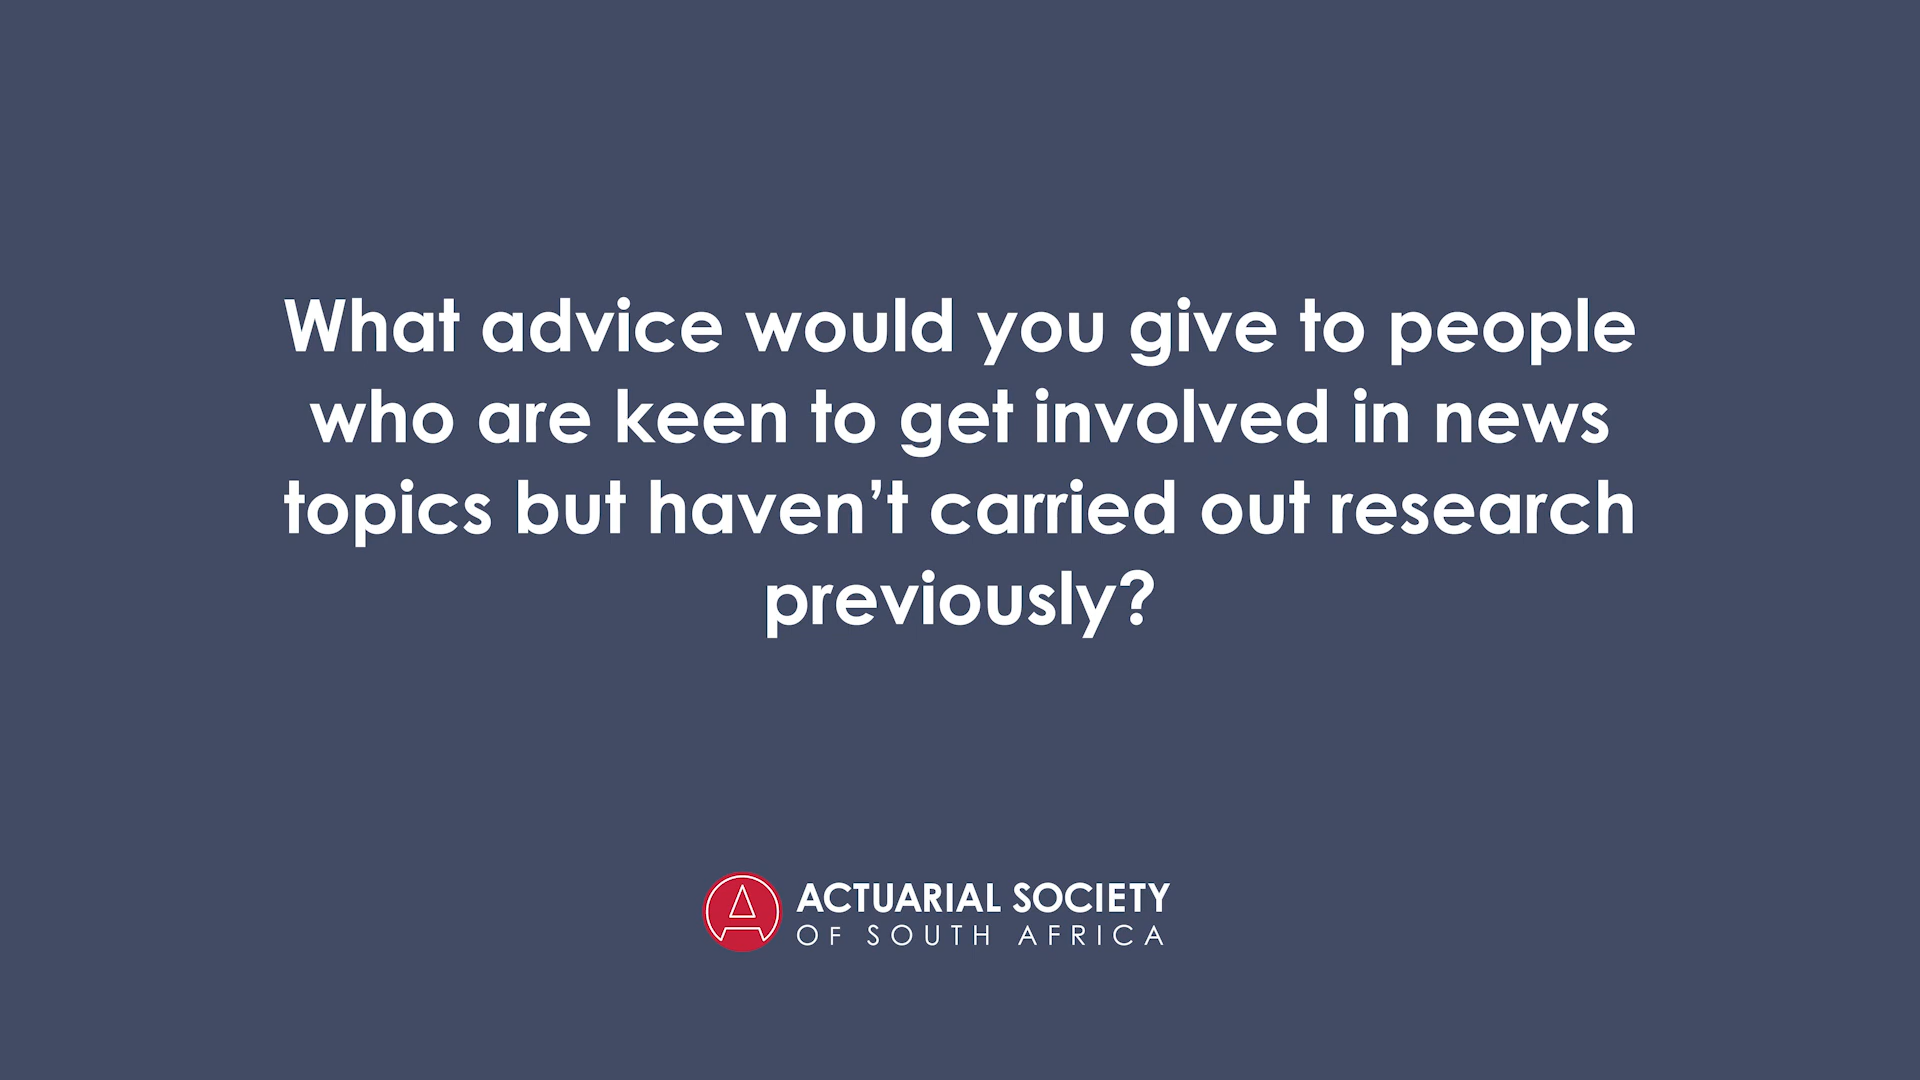 What advice would you give to people
who are keen to get involved in news
topics but haven’t carried out research
previously?
ACTUARIAL SOCIETY
OF SOUTH AFRICA